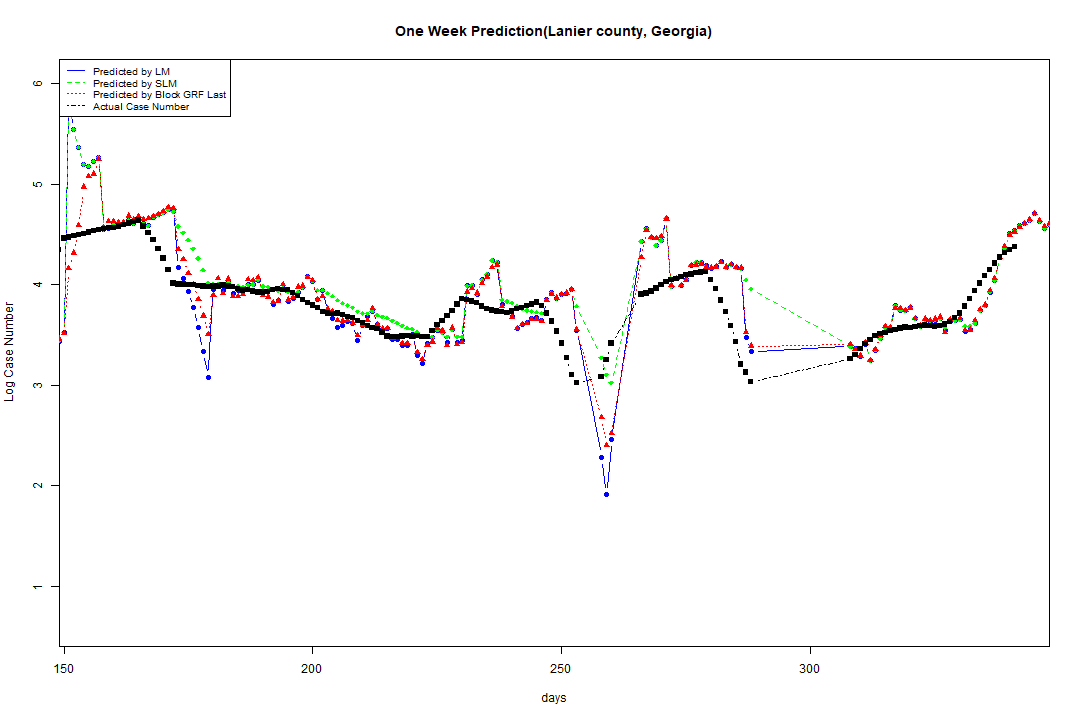 One Week Prediction(Lanier county, Georgia)
Predicted by LM
Predicted by SLM
Predicted by Block GRF Last
Actual Case Number
6
5
4
3
2
1
Log Case Number
150 200 250 300
days